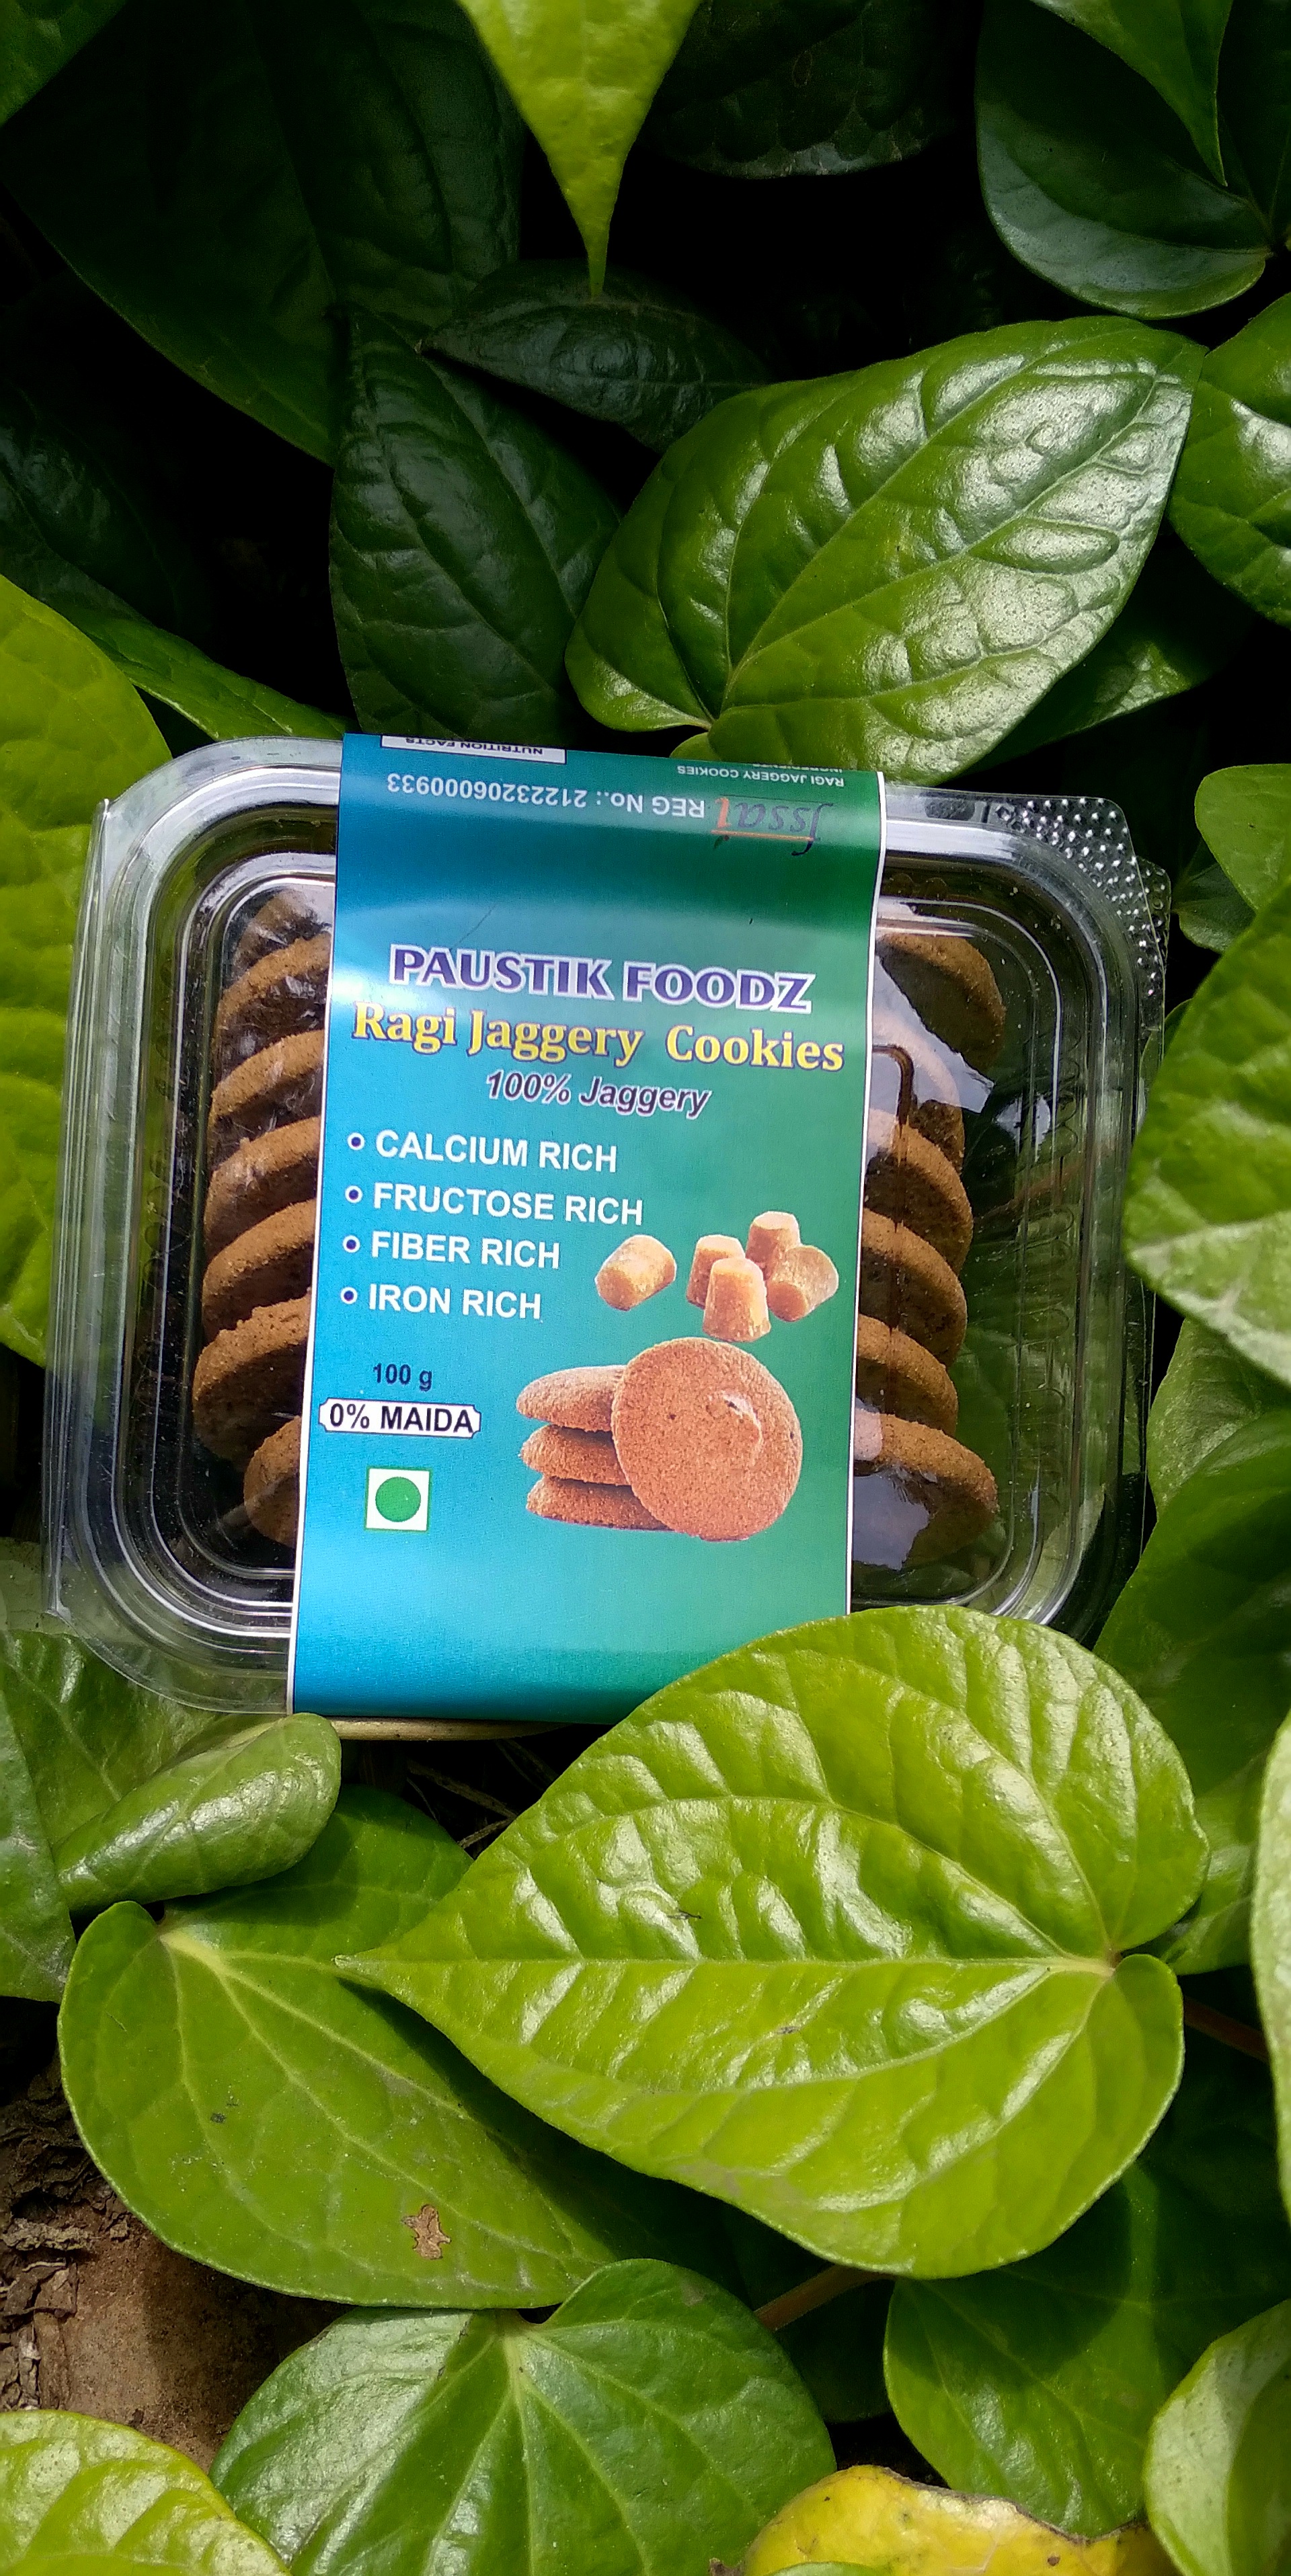 NUTRITION FACTS
RAGI JAGGERY COOKIES
fssai REG No.: 21223206000933
PAUSTIK FOODZ
Ragi Jaggery Cookies
100% Jaggery
CALCIUM RICH
FRUCTOSE RICH
FIBER RICH
IRON RICH
100 g
0% MAIDA